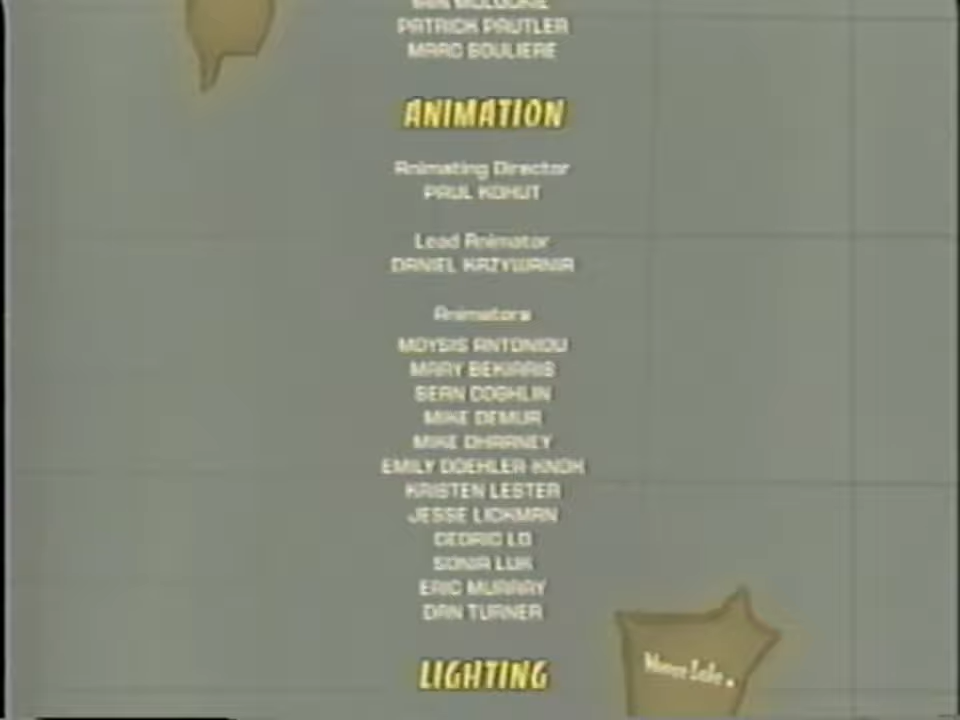 PATRICK PAUTLER
MARC BOULIERE
ANIMATION
Animating Director
PAUL KOHUT
Lead Animator
DANIEL KRZYWANIA
Animators
MOYSIS ANTONIOU
MARY BEKIARIS
SEAN COGHLIN
MIKE DEMUR
MIKE DHARNEY
EMILY DOEHLER-KNOX
KRISTEN LESTER
JESSE LICKMAN
CEDRIC LO
SONIA LUK
ERIC MURRAY
DAN TURNER
LIGHTING